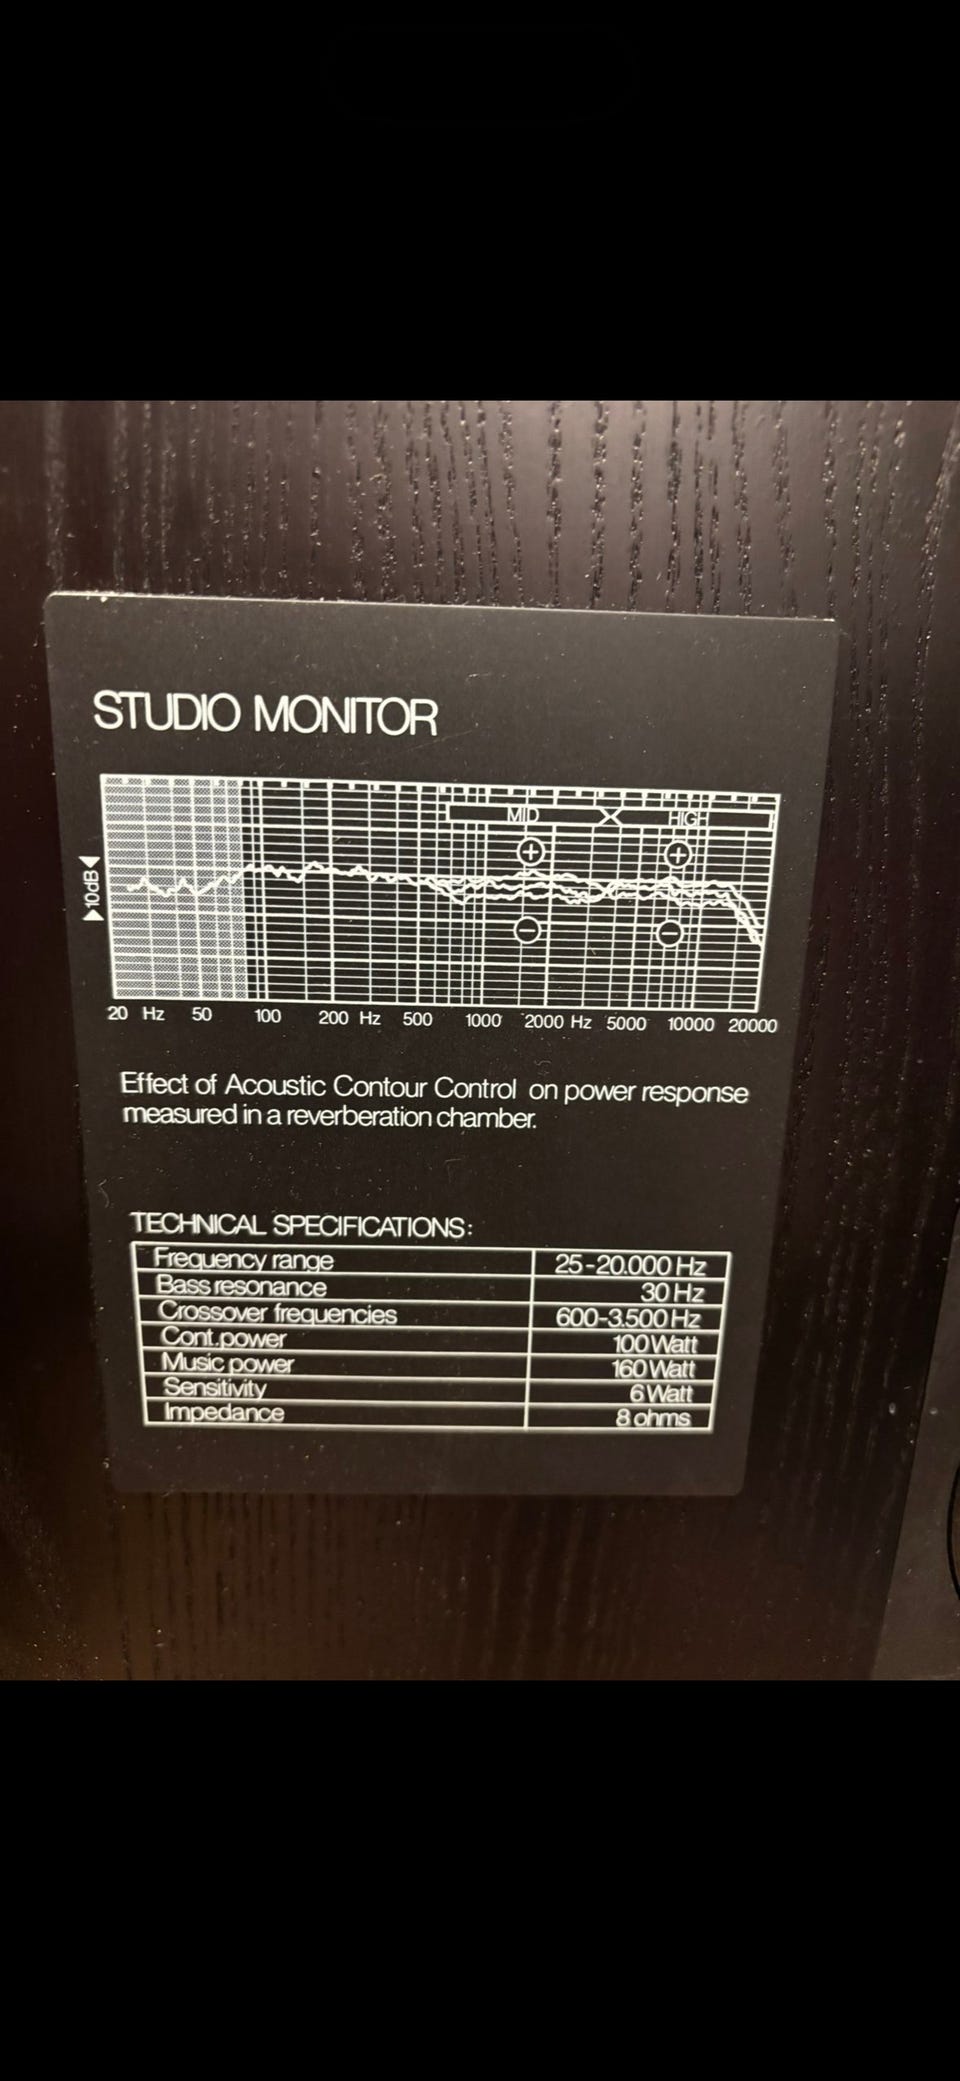 STUDIO MONITOR
MID HIGH
+ +
10dB
− −
20 Hz 50 100 200 Hz 500 1000 2000 Hz 5000 10000 20000
Effect of Acoustic Contour Control on power response
measured in a reverberation chamber.
TECHNICAL SPECIFICATIONS:
Frequency range 25-20.000 Hz
Bass resonance 30 Hz
Crossover frequencies 600-3.500 Hz
Cont.power 100 Watt
Music power 160 Watt
Sensitivity 6 Watt
Impedance 8 ohms